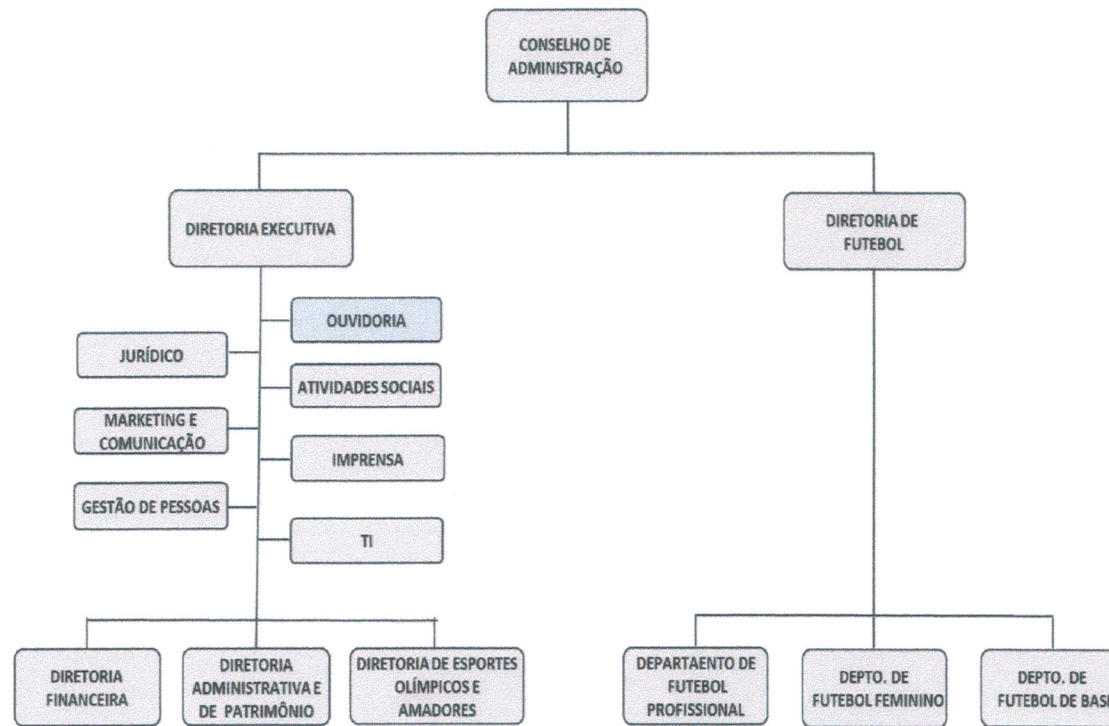 CONSELHO DE
ADMINISTRAÇÃO
DIRETORIA EXECUTIVA
DIRETORIA DE
FUTEBOL
OUVIDORIA
JURÍDICO
ATIVIDADES SOCIAIS
MARKETING E
COMUNICAÇÃO
IMPRENSA
GESTÃO DE PESSOAS
TI
DIRETORIA
FINANCEIRA
DIRETORIA
ADMINISTRATIVA E
DE PATRIMÔNIO
DIRETORIA DE ESPORTES
OLÍMPICOS E
AMADORES
DEPARTAENTO DE
FUTEBOL
PROFISSIONAL
DEPTO. DE
FUTEBOL FEMININO
DEPTO. DE
FUTEBOL DE BASE